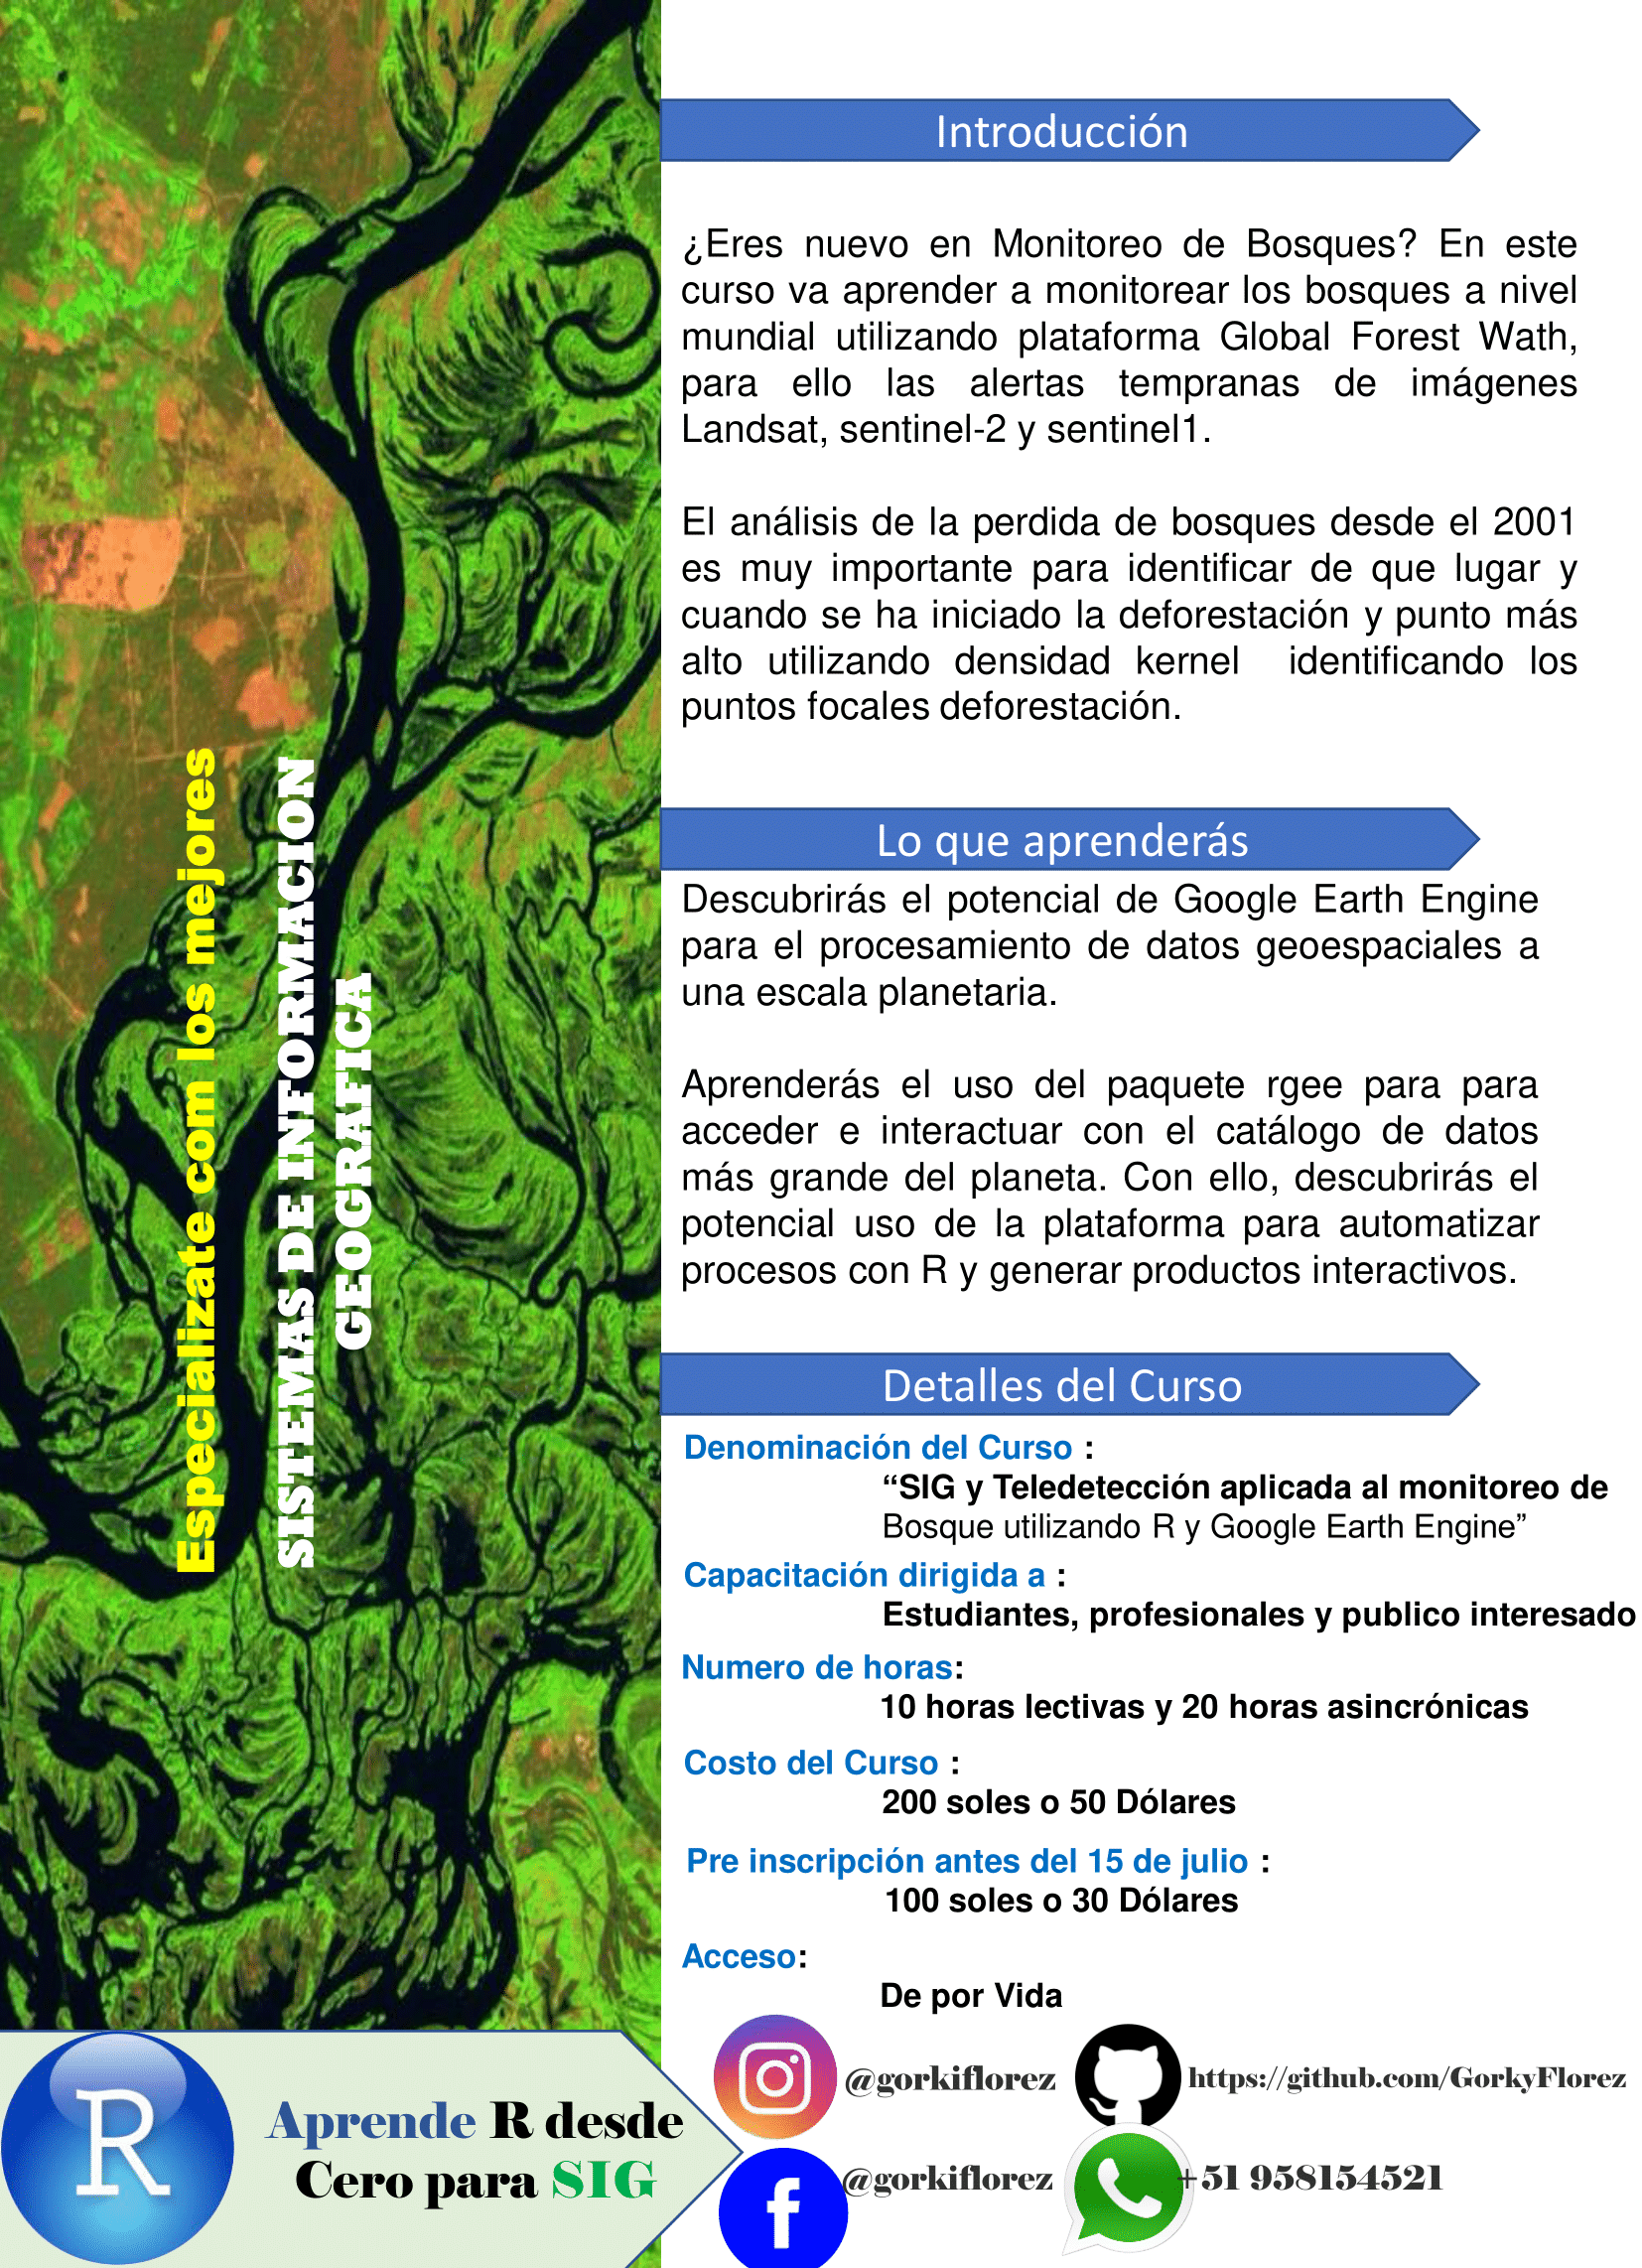 Introducción
¿Eres nuevo en Monitoreo de Bosques? En este
curso va aprender a monitorear los bosques a nivel
mundial utilizando plataforma Global Forest Wath,
para ello las alertas tempranas de imágenes
Landsat, sentinel-2 y sentinel1.
El análisis de la perdida de bosques desde el 2001
es muy importante para identificar de que lugar y
cuando se ha iniciado la deforestación y punto más
alto utilizando densidad kernel identificando los
puntos focales deforestación.
Lo que aprenderás
Descubrirás el potencial de Google Earth Engine
para el procesamiento de datos geoespaciales a
una escala planetaria.
Aprenderás el uso del paquete rgee para para
acceder e interactuar con el catálogo de datos
más grande del planeta. Con ello, descubrirás el
potencial uso de la plataforma para automatizar
procesos con R y generar productos interactivos.
Detalles del Curso
Denominación del Curso :
“SIG y Teledetección aplicada al monitoreo de
Bosque utilizando R y Google Earth Engine”
Capacitación dirigida a :
Estudiantes, profesionales y publico interesado
Numero de horas:
10 horas lectivas y 20 horas asincrónicas
Costo del Curso :
200 soles o 50 Dólares
Pre inscripción antes del 15 de julio :
100 soles o 30 Dólares
Acceso:
De por Vida
Especializate com los mejores
SISTEMAS DE INFORMACION
GEOGRAFICA
R
Aprende R desde
Cero para SIG
@gorkiflorez
https://github.com/GorkyFlorez
@gorkiflorez
+51 958154521